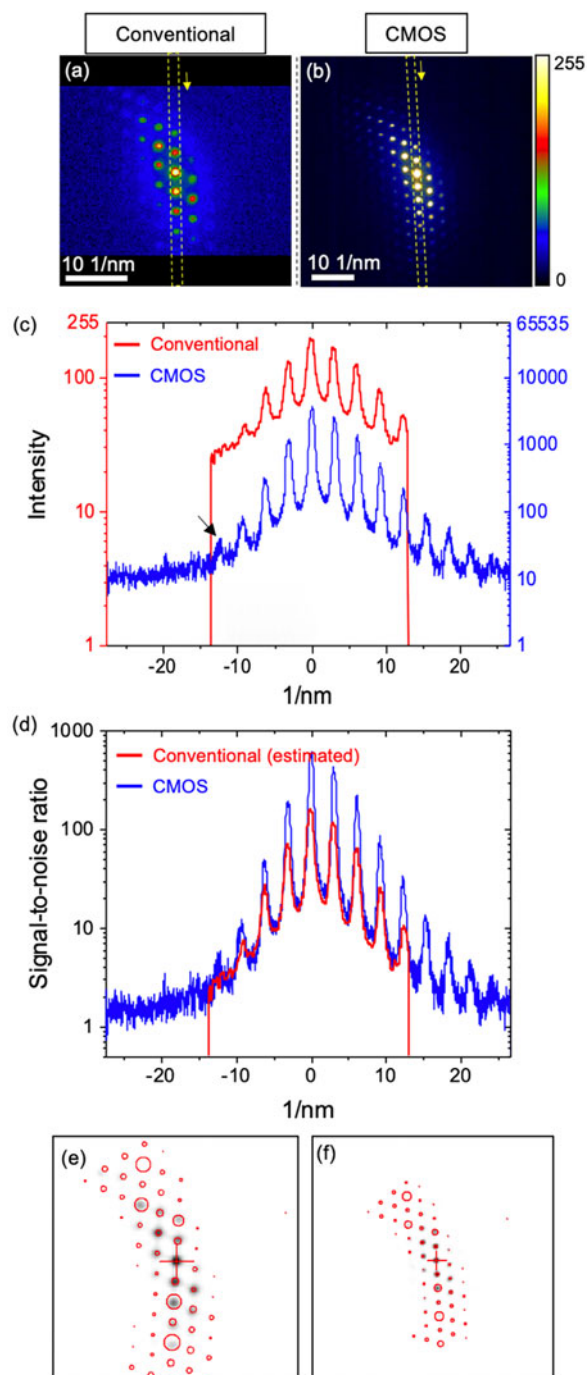 Conventional
CMOS
(a)
(b)
255
10 1/nm
10 1/nm
0
(c)
255
65535
Conventional
CMOS
100
10000
1000
Intensity
10
100
10
1
1
-20
-10
0
10
20
1/nm
(d)
1000
Conventional (estimated)
CMOS
100
Signal-to-noise ratio
10
1
-20
-10
0
10
20
1/nm
(e)
(f)